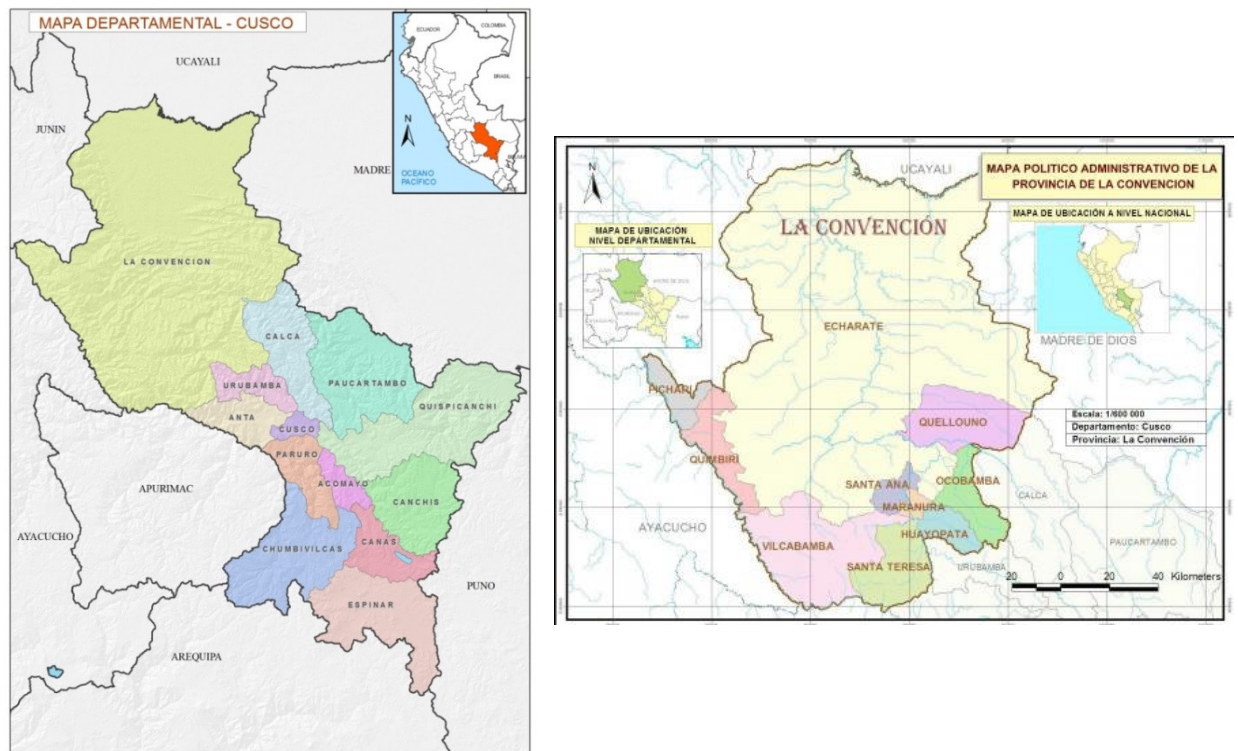 MAPA DEPARTAMENTAL - CUSCO
ECUADOR
COLOMBIA
BRASIL
N
OCEANO
PACÍFICO
UCAYALI
JUNIN
MADRE
LA CONVENCION
CALCA
URUBAMBA
PAUCARTAMBO
QUISPICANCHI
ANTA
CUSCO
PARURO
ACOMAYO
CANCHIS
APURIMAC
AYACUCHO
CHUMBIVILCAS
CANAS
PUNO
ESPINAR
AREQUIPA
MAPA POLITICO ADMINISTRATIVO DE LA
PROVINCIA DE LA CONVENCION
N
UCAYALI
LA CONVENCIÓN
MAPA DE UBICACIÓN
NIVEL DEPARTAMENTAL
MAPA DE UBICACIÓN A NIVEL NACIONAL
ECHARATE
MADRE DE DIOS
PICHARI
QUELLOUNO
Escala: 1/600 000
Departamento: Cusco
Provincia: La Convención
QUIMBIRI
SANTA ANA
OCOBAMBA
MARANURA
CALCA
AYACUCHO
HUAYOPATA
VILCABAMBA
PAUCARTAMBO
SANTA TERESA
URUBAMBA
20 0 20 40 Kilometers